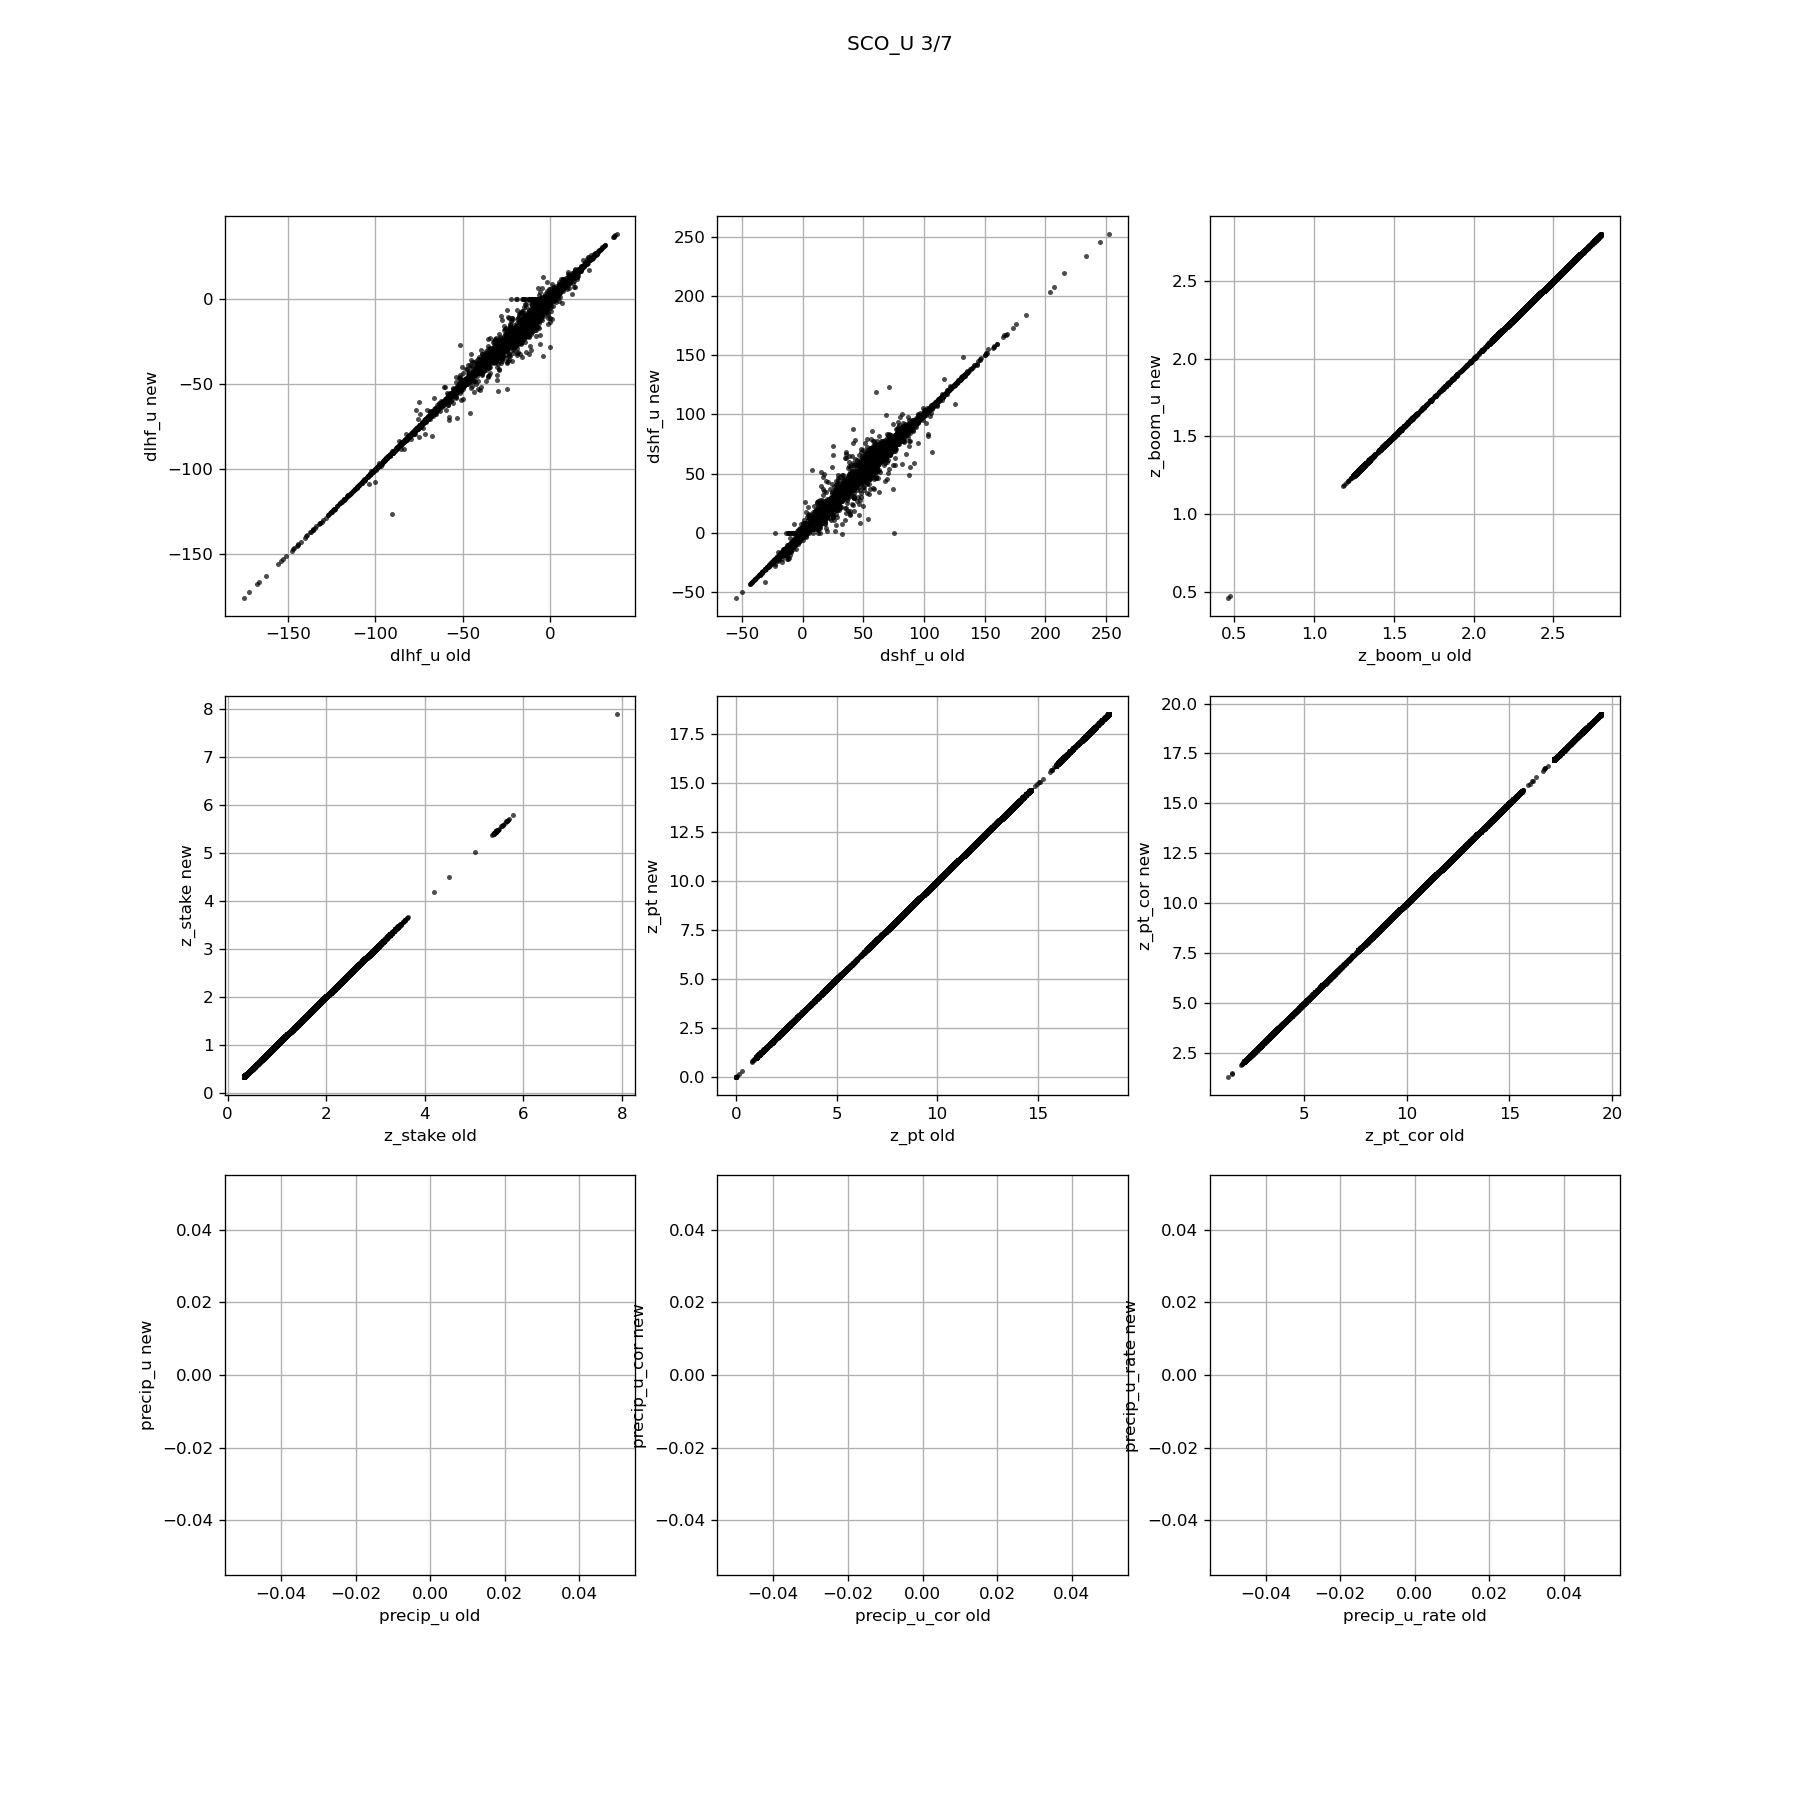 SCO_U 3/7
dlhf_u new
0
−50
−100
−150
−150 −100 −50 0
dlhf_u old
dshf_u new
250
200
150
100
50
0
−50
−50 0 50 100 150 200 250
dshf_u old
z_boom_u new
2.5
2.0
1.5
1.0
0.5
0.5 1.0 1.5 2.0 2.5
z_boom_u old
z_stake new
8
7
6
5
4
3
2
1
0
0 2 4 6 8
z_stake old
z_pt new
17.5
15.0
12.5
10.0
7.5
5.0
2.5
0.0
0 5 10 15
z_pt old
z_pt_cor new
20.0
17.5
15.0
12.5
10.0
7.5
5.0
2.5
5 10 15 20
z_pt_cor old
precip_u new
0.04
0.02
0.00
−0.02
−0.04
−0.04 −0.02 0.00 0.02 0.04
precip_u old
precip_u_cor new
0.04
0.02
0.00
−0.02
−0.04
−0.04 −0.02 0.00 0.02 0.04
precip_u_cor old
precip_u_rate new
0.04
0.02
0.00
−0.02
−0.04
−0.04 −0.02 0.00 0.02 0.04
precip_u_rate old